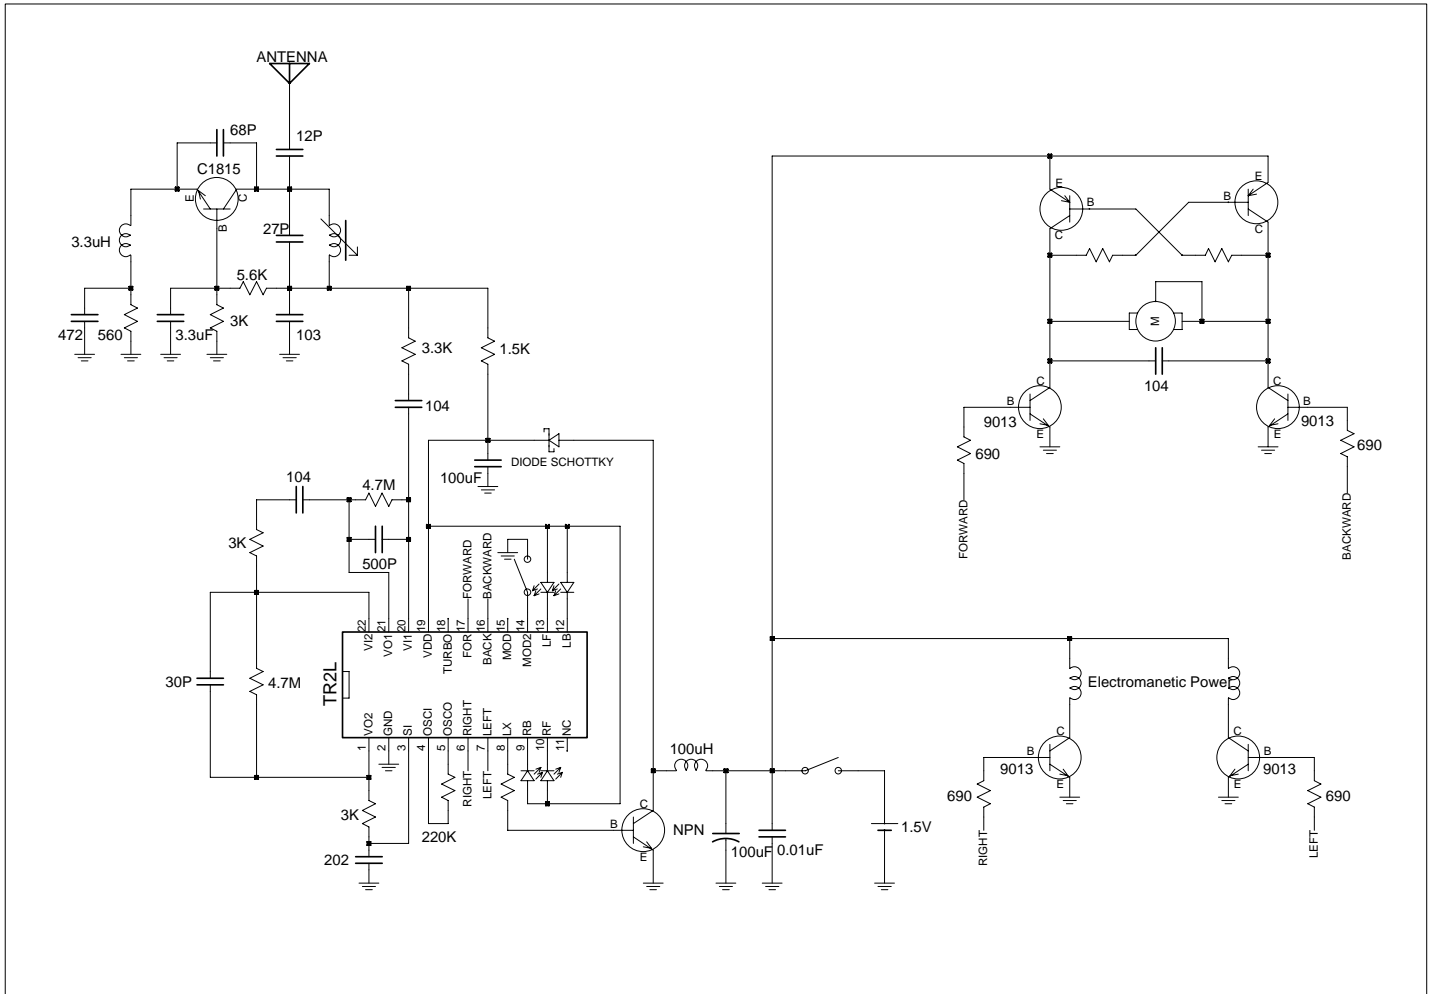 ANTENNA
68P
12P
C1815
E
C
B
27P
3.3uH
5.6K
472
560
3.3uF
3K
103
3.3K
1.5K
104
DIODE SCHOTTKY
100uF
104
4.7M
500P
3K
FORWARD
BACKWARD
22
21
20
19
18
17
16
15
14
13
12
VI2
VO1
VI1
VDD
TURBO
FOR
BACK
MOD
MOD2
LF
LB
TR2L
30P
4.7M
VO2
GND
SI
OSCI
OSCO
RIGHT
LEFT
LX
RB
RF
NC
1
2
3
4
5
6
7
8
9
10
11
RIGHT
LEFT
3K
220K
202
100uH
C
B
E
NPN
100uF
0.01uF
1.5V
E
B
C
E
B
C
M
104
C
B
E
9013
C
B
E
9013
690
690
FORWARD
BACKWARD
Electromanetic Power
C
B
E
9013
C
B
E
9013
690
690
RIGHT
LEFT